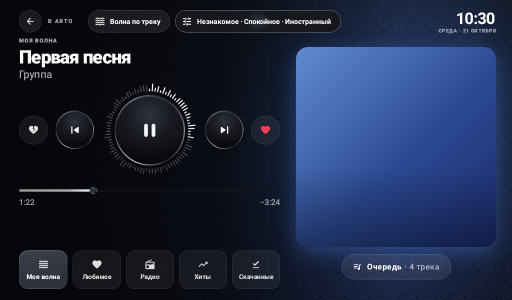 В АВТО
Волна по треку
Незнакомое · Спокойное · Иностранный
10:30
СРЕДА · 21 ОКТЯБРЯ
МОЯ ВОЛНА
Первая песня
Группа
1:22
−3:24
Моя волна
Любимое
Радио
Хиты
Скачанные
Очередь · 4 трека